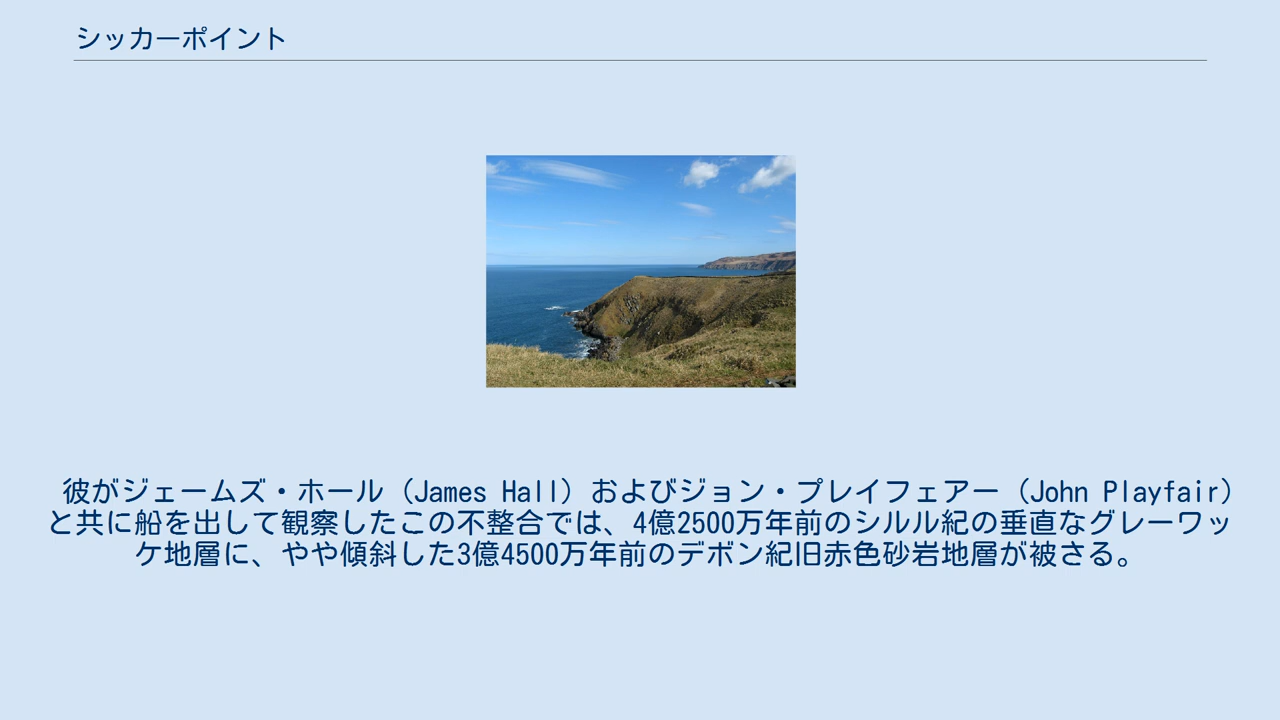 シッカーポイント
彼がジェームズ・ホール（James Hall）およびジョン・プレイフェアー（John Playfair）
と共に船を出して観察したこの不整合では、4億2500万年前のシルル紀の垂直なグレーワッ
ケ地層に、やや傾斜した3億4500万年前のデボン紀旧赤色砂岩地層が被さる。